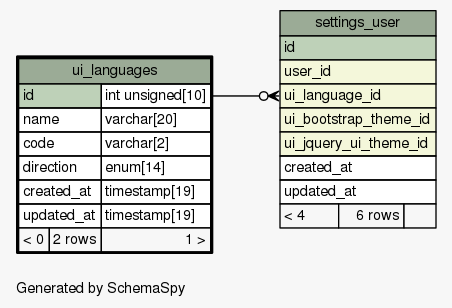 settings_user
id
user_id
ui_language_id
ui_bootstrap_theme_id
ui_jquery_ui_theme_id
created_at
updated_at
< 4 6 rows
ui_languages
id int unsigned[10]
name varchar[20]
code varchar[2]
direction enum[14]
created_at timestamp[19]
updated_at timestamp[19]
< 0 2 rows 1 >
Generated by SchemaSpy